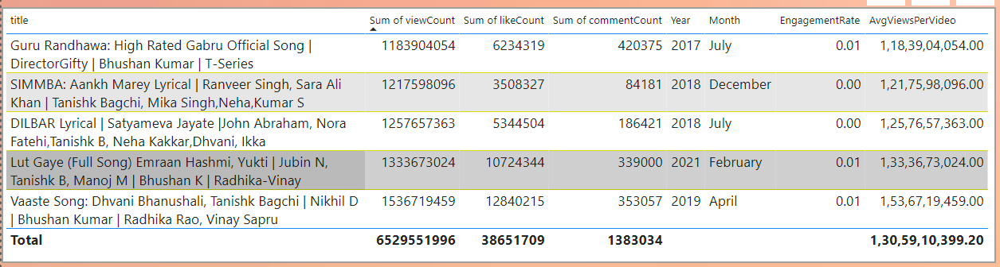 title Sum of viewCount Sum of likeCount Sum of commentCount Year Month EngagementRate AvgViewsPerVideo
Guru Randhawa: High Rated Gabru Official Song | 1183904054 6234319 420375 2017 July 0.01 1,18,39,04,054.00
DirectorGifty | Bhushan Kumar | T-Series
SIMMBA: Aankh Marey Lyrical | Ranveer Singh, Sara Ali 1217598096 3508327 84181 2018 December 0.00 1,21,75,98,096.00
Khan | Tanishk Bagchi, Mika Singh,Neha,Kumar S
DILBAR Lyrical | Satyameva Jayate |John Abraham, Nora 1257657363 5344504 186421 2018 July 0.00 1,25,76,57,363.00
Fatehi,Tanishk B, Neha Kakkar,Dhvani, Ikka
Lut Gaye (Full Song) Emraan Hashmi, Yukti | Jubin N, 1333673024 10724344 339000 2021 February 0.01 1,33,36,73,024.00
Tanishk B, Manoj M | Bhushan K | Radhika-Vinay
Vaaste Song: Dhvani Bhanushali, Tanishk Bagchi | Nikhil D 1536719459 12840215 353057 2019 April 0.01 1,53,67,19,459.00
| Bhushan Kumar | Radhika Rao, Vinay Sapru
Total 6529551996 38651709 1383034 1,30,59,10,399.20